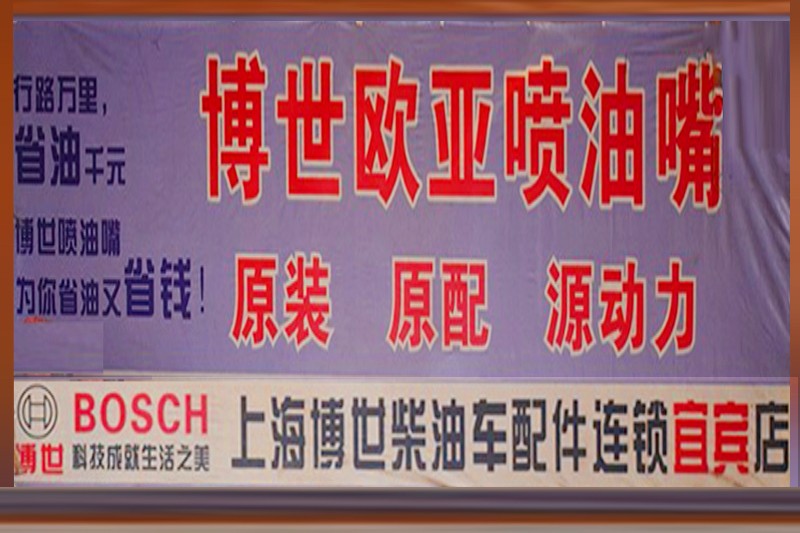 行路万里，
省油千元
博世喷油嘴
为你省油又省钱！
博世欧亚喷油嘴
原装 原配 源动力
BOSCH
博世 科技成就生活之美
上海博世柴油车配件连锁宜宾店